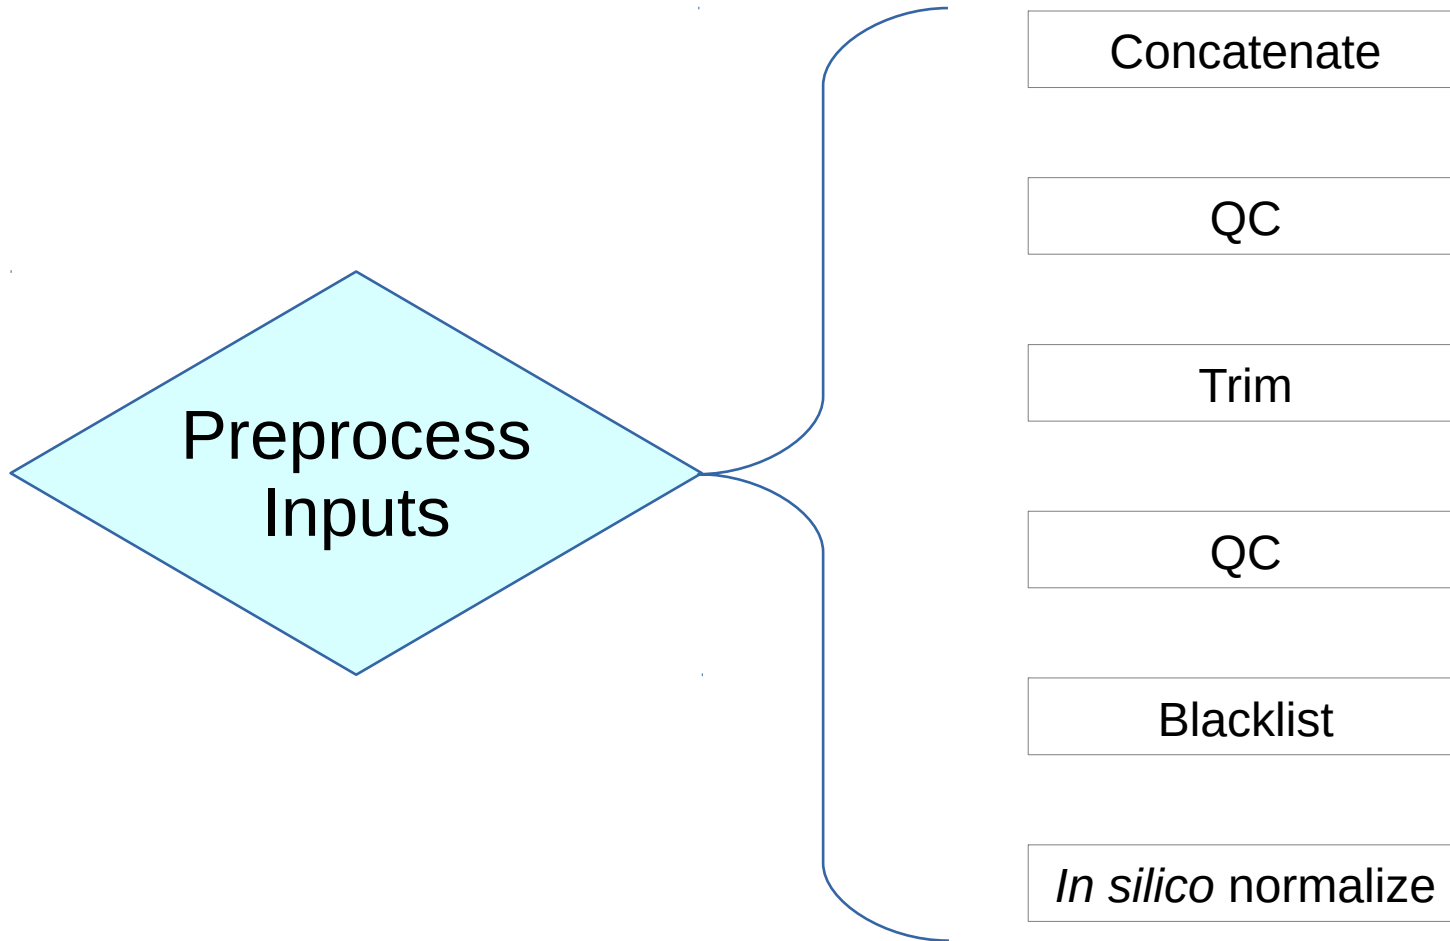 Preprocess
Inputs
Concatenate
QC
Trim
QC
Blacklist
In silico normalize